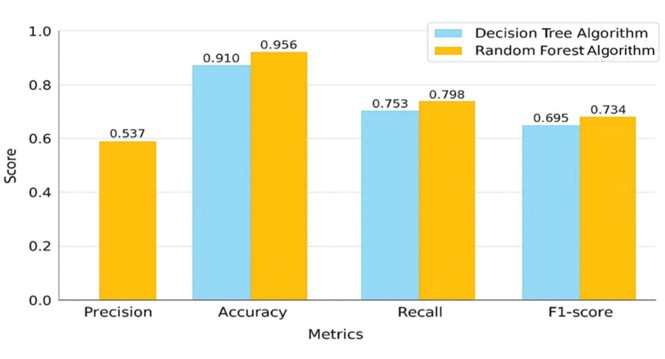 Decision Tree Algorithm
Random Forest Algorithm
1.0
0.8
0.6
0.4
0.2
0.0
Score
0.537
0.910
0.956
0.753
0.798
0.695
0.734
Precision
Accuracy
Recall
F1-score
Metrics